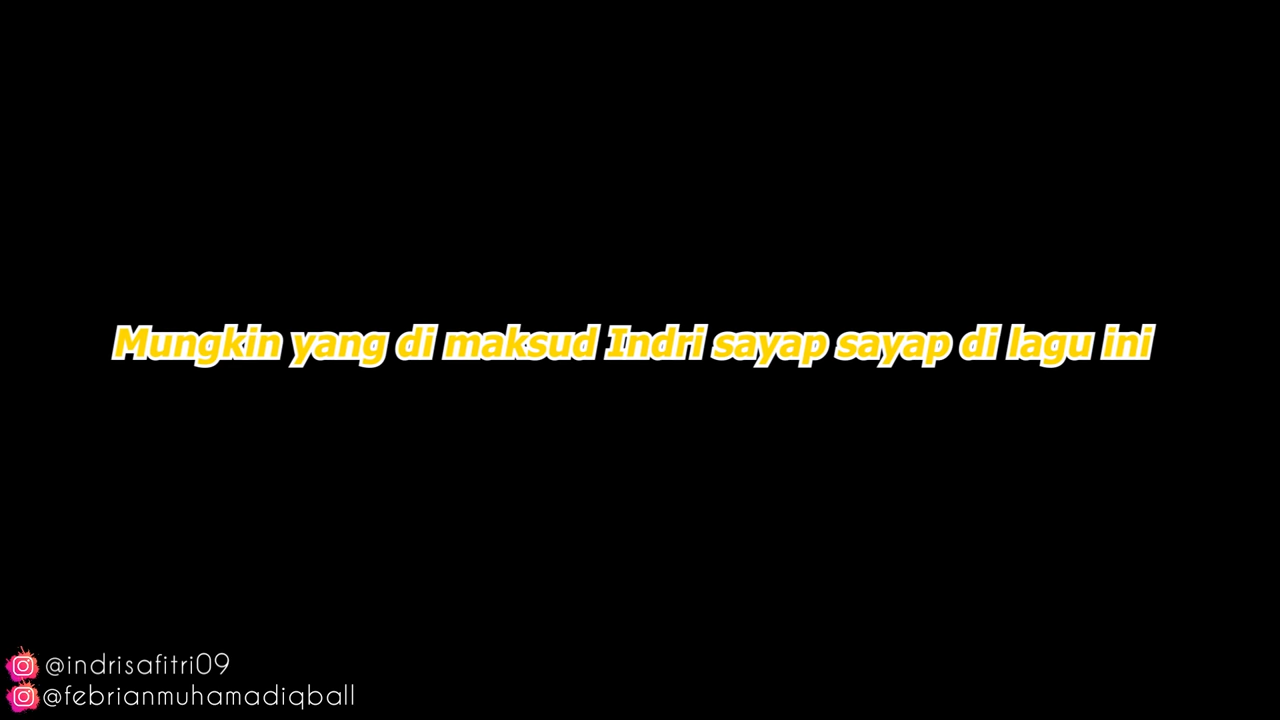 Mungkin yang di maksud Indri sayap sayap di lagu ini
@indrisafitri09
@febrianmuhamadiqball